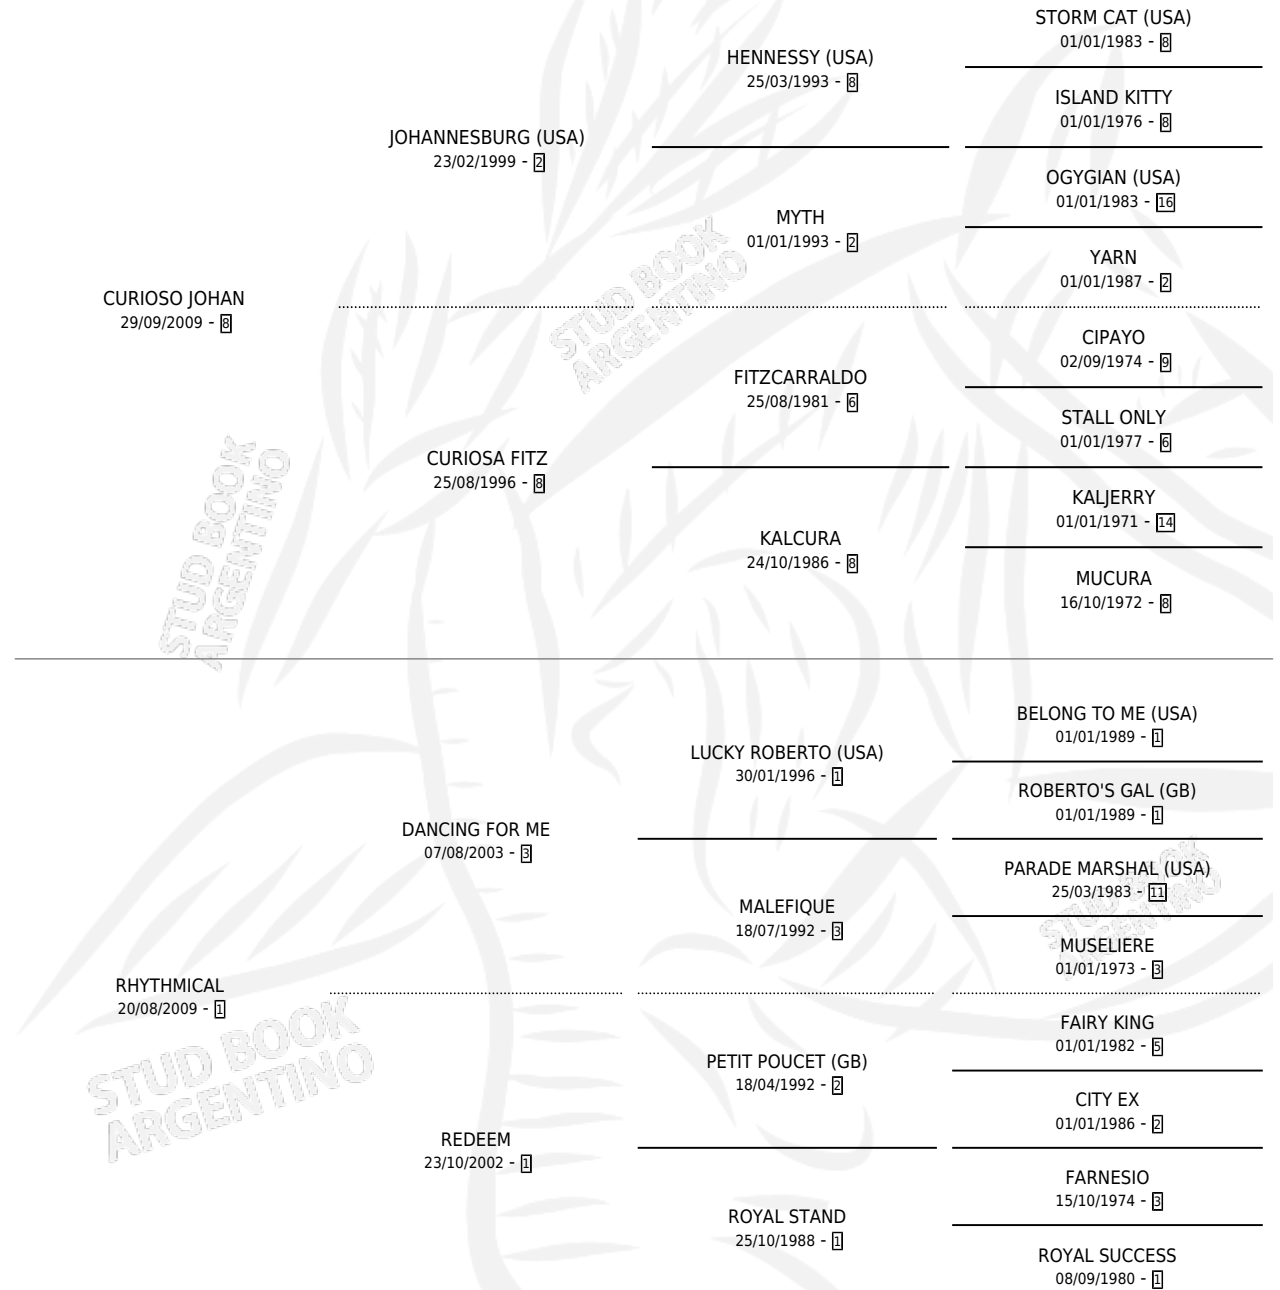 STORM CAT (USA)
01/01/1983 - 8
HENNESSY (USA)
25/03/1993 - 8
ISLAND KITTY
01/01/1976 - 8
JOHANNESBURG (USA)
23/02/1999 - 2
OGYGIAN (USA)
01/01/1983 - 16
MYTH
01/01/1993 - 2
YARN
01/01/1987 - 2
CURIOSO JOHAN
29/09/2009 - 8
CIPAYO
02/09/1974 - 9
FITZCARRALDO
25/08/1981 - 6
STALL ONLY
01/01/1977 - 6
CURIOSA FITZ
25/08/1996 - 8
KALJERRY
01/01/1971 - 14
KALCURA
24/10/1986 - 8
MUCURA
16/10/1972 - 8
BELONG TO ME (USA)
01/01/1989 - 1
LUCKY ROBERTO (USA)
30/01/1996 - 1
ROBERTO'S GAL (GB)
01/01/1989 - 1
DANCING FOR ME
07/08/2003 - 3
PARADE MARSHAL (USA)
25/03/1983 - 11
MALEFIQUE
18/07/1992 - 3
MUSELIERE
01/01/1973 - 3
RHYTHMICAL
20/08/2009 - 1
FAIRY KING
01/01/1982 - 5
PETIT POUCET (GB)
18/04/1992 - 2
CITY EX
01/01/1986 - 2
REDEEM
23/10/2002 - 1
FARNESIO
15/10/1974 - 3
ROYAL STAND
25/10/1988 - 1
ROYAL SUCCESS
08/09/1980 - 1
STUD BOOK
ARGENTINO
STUD BOOK
ARGENTINO
STUD BOOK
ARGENTINO
STUD BOOK
ARGENTINO